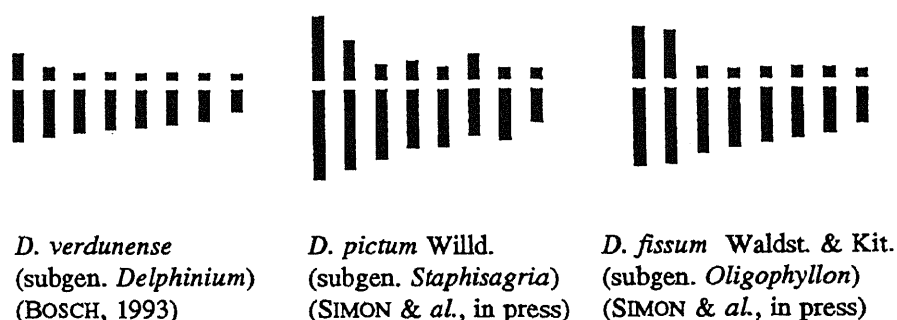 D. verdunense
(subgen. Delphinium)
(BOSCH, 1993)
D. pictum Willd.
(subgen. Staphisagria)
(SIMON & al., in press)
D. fissum Waldst. & Kit.
(subgen. Oligophyllon)
(SIMON & al., in press)